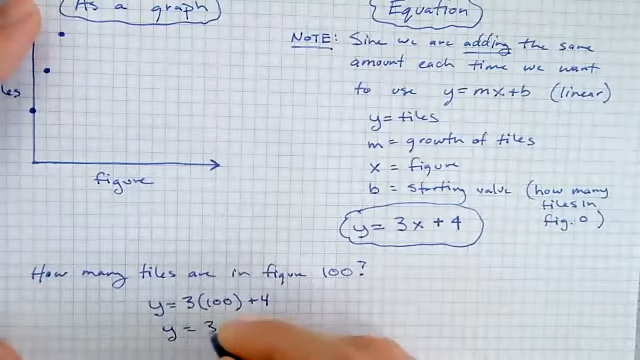 As a graph
Equation
NOTE: Sine we are adding the same
amount each time we want
to use y=mx+b (linear)
y=tiles
m = growth of tiles
x = figure
b = starting value (how many
tiles in
fig. 0)
y= 3x+4
les
figure
How many tiles are in figure 100?
y=3(100)+4
y=3